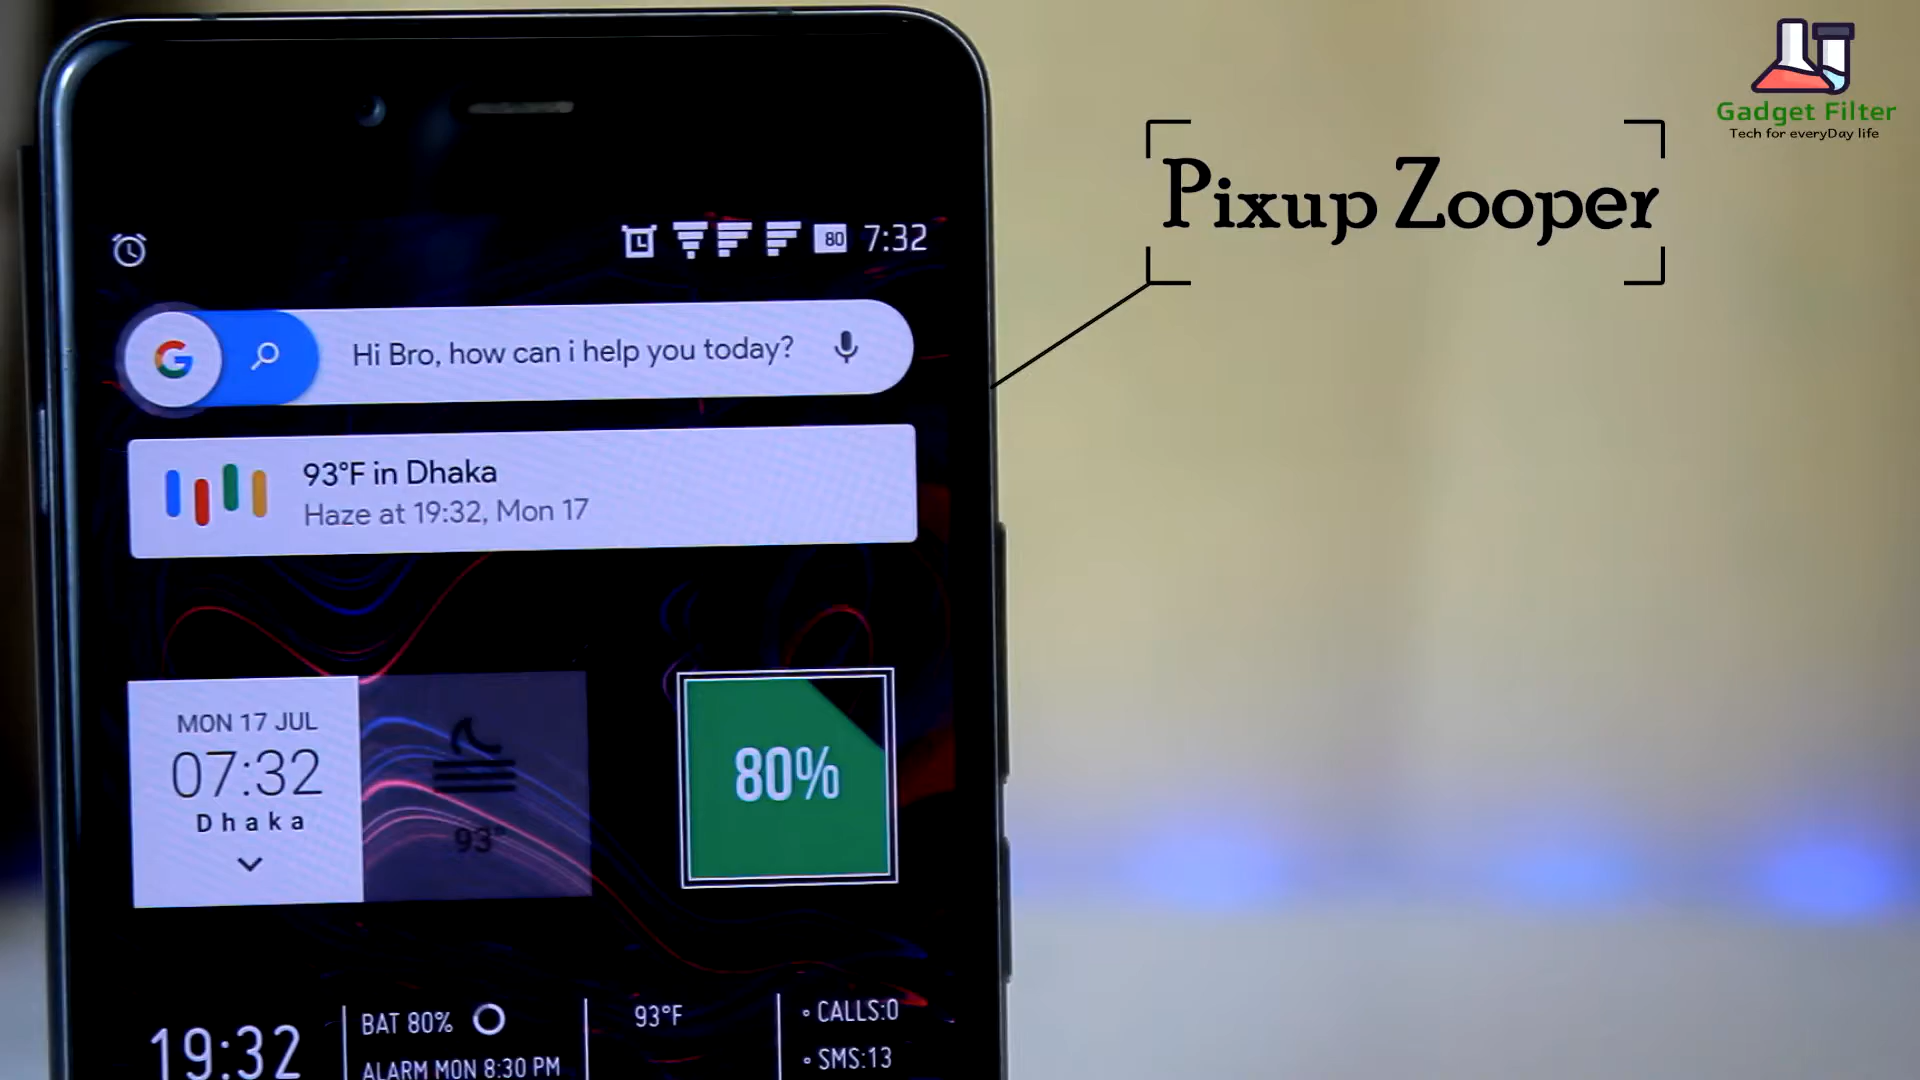 Gadget Filter
Tech for everyDay life
Pixup Zooper
80 7:32
G
Hi Bro, how can i help you today?
93°F in Dhaka
Haze at 19:32, Mon 17
MON 17 JUL
07:32
Dhaka
93°
80%
19:32
BAT 80%
ALARM MON 8:30 PM
93°F
• CALLS:0
• SMS:13